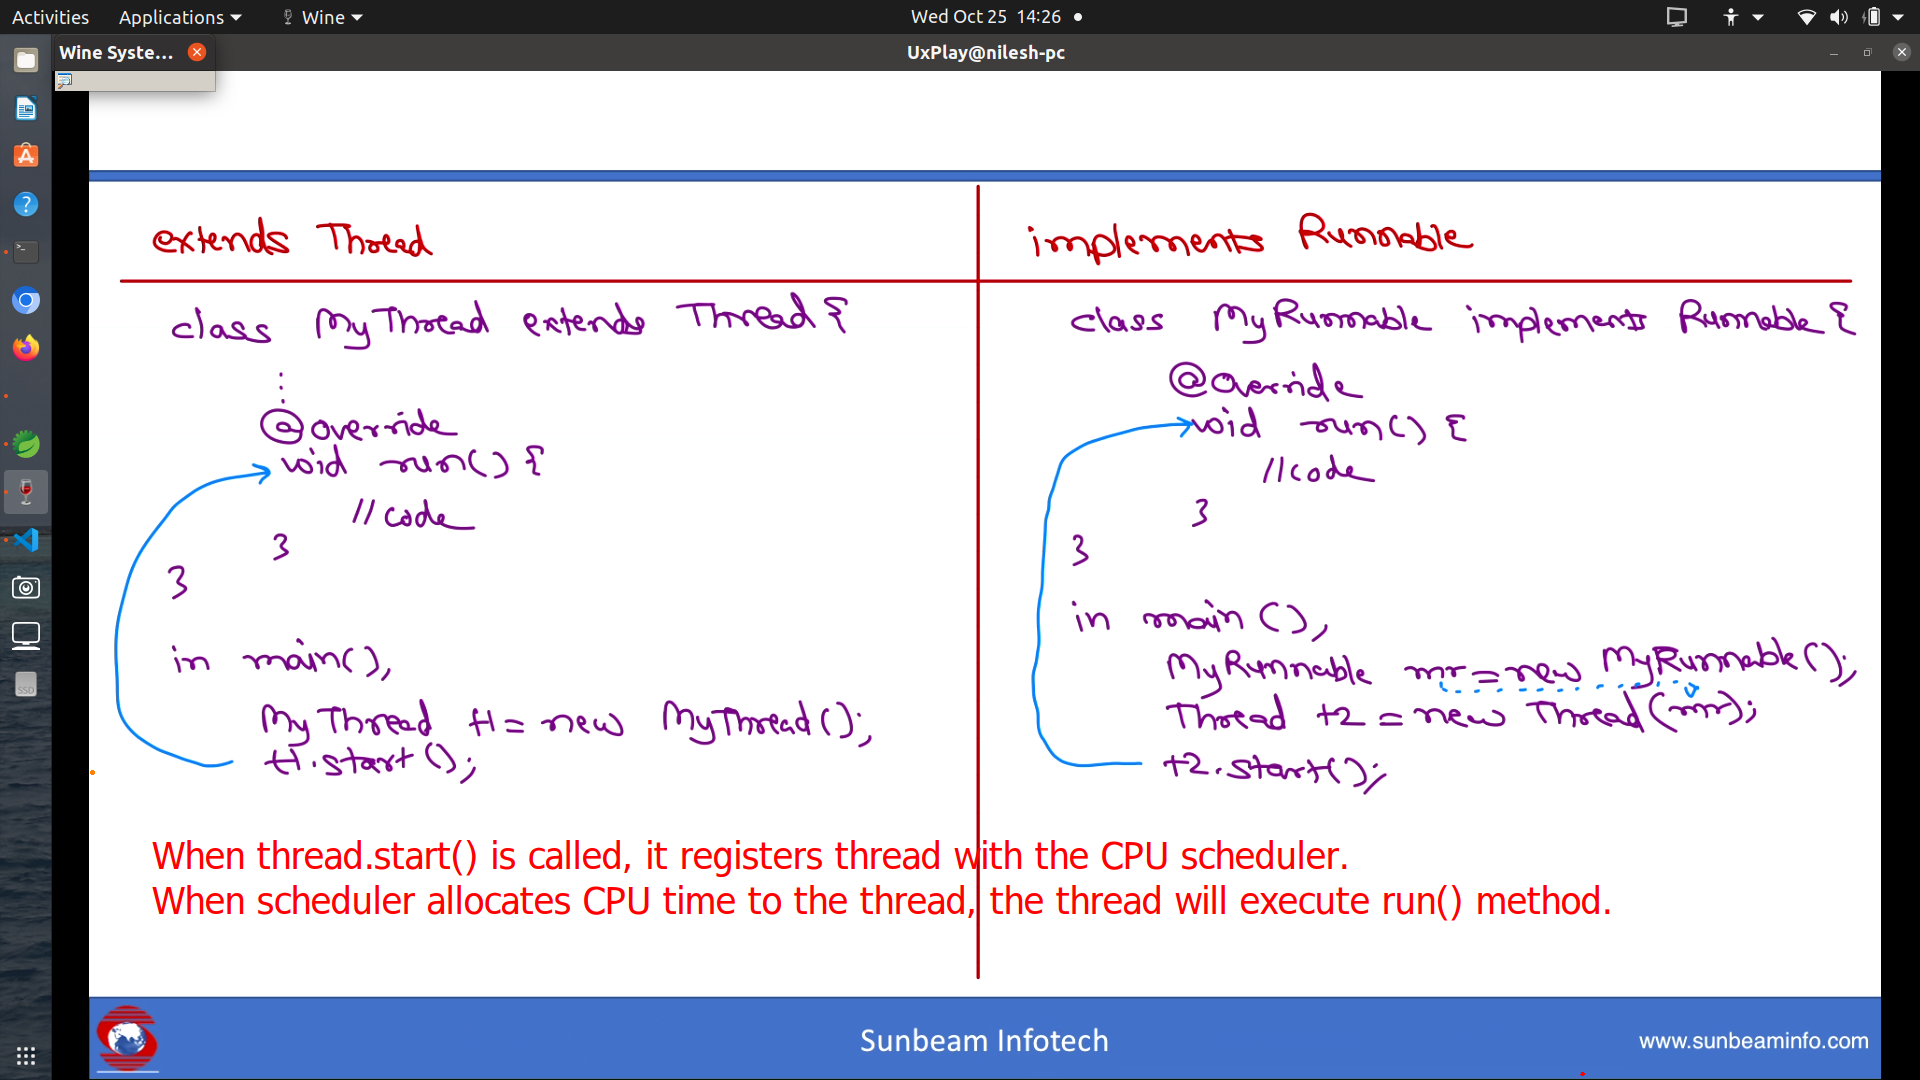 Activities Applications Wine Wed Oct 25 14:26
Wine Syste... UxPlay@nilesh-pc
extends Thread
class MyThread extends Thread {
⋮
@override
void run() {
// code
}
}
in main(),
MyThread t1 = new MyThread();
t1.start();
implements Runnable
class MyRunnable implements Runnable {
@override
void run() {
//code
}
}
in main(),
MyRunnable mr = new MyRunnable();
Thread t2 = new Thread(mr);
t2.start();
When thread.start() is called, it registers thread with the CPU scheduler.
When scheduler allocates CPU time to the thread, the thread will execute run() method.
Sunbeam Infotech
www.sunbeaminfo.com
SSD